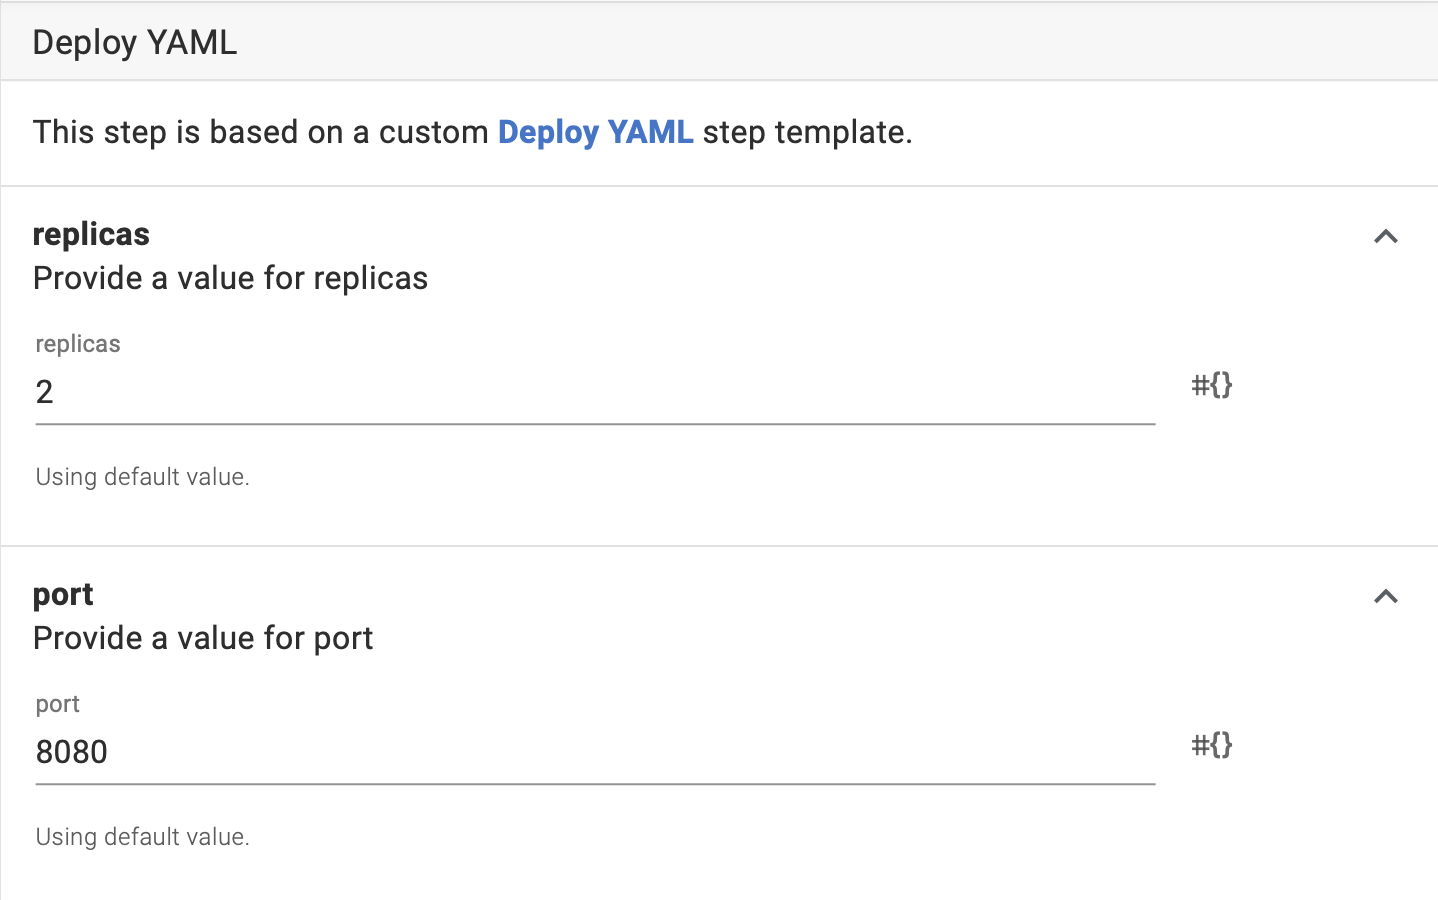 Deploy YAML
This step is based on a custom Deploy YAML step template.
replicas
Provide a value for replicas
replicas
2
#{}
Using default value.
port
Provide a value for port
port
8080
#{}
Using default value.